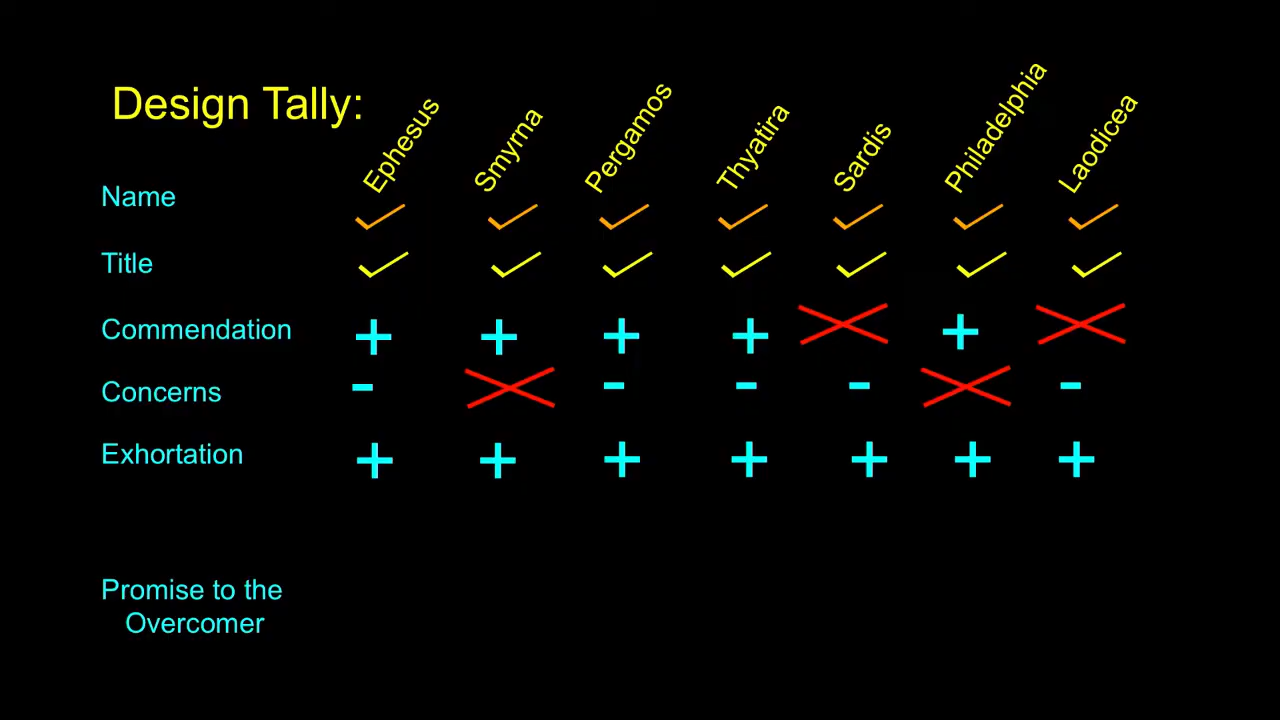 Design Tally:
Ephesus Smyrna Pergamos Thyatira Sardis Philadelphia Laodicea
Name
Title
Commendation + + + + +
Concerns - - - - -
Exhortation + + + + + + +
Promise to the
Overcomer